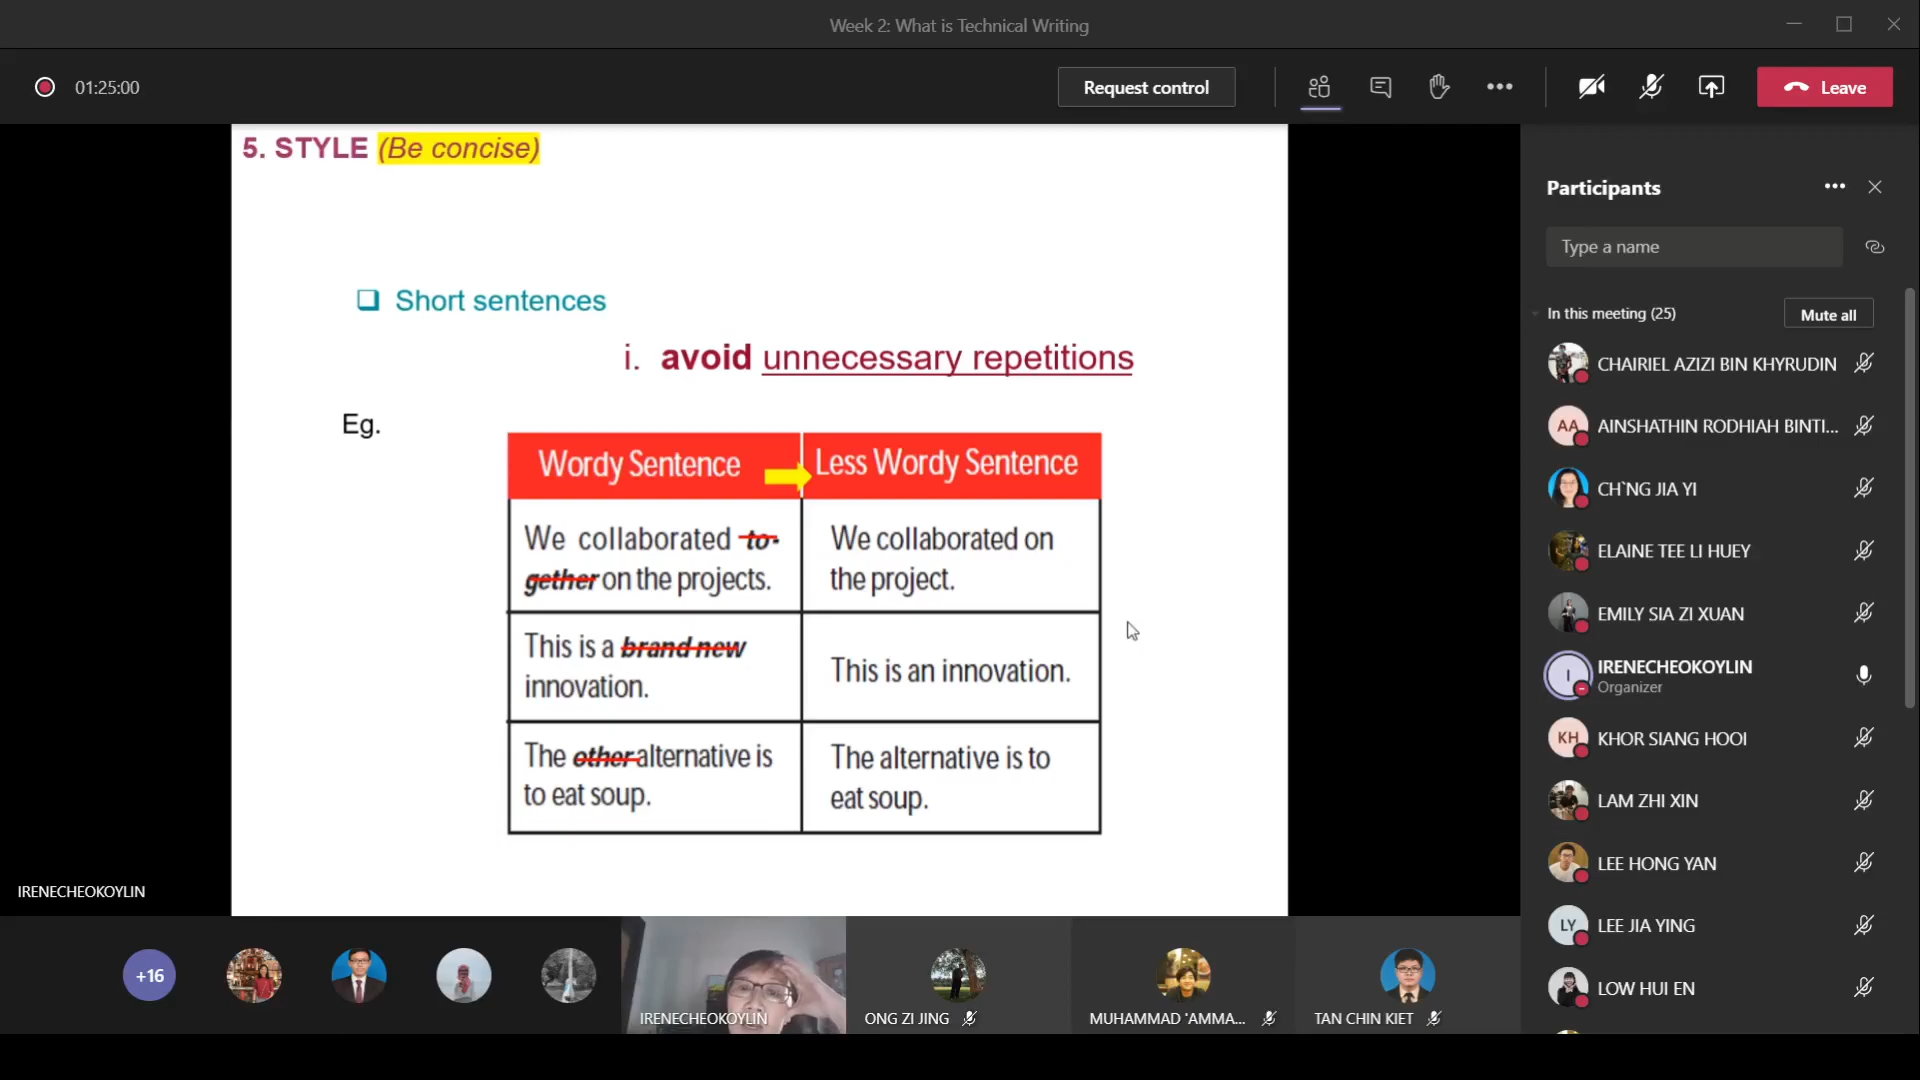 Week 2: What is Technical Writing
01:25:00
Request control
Leave
5. STYLE (Be concise)
Short sentences
i. avoid unnecessary repetitions
Eg.
Wordy Sentence
Less Wordy Sentence
We collaborated to-
gether on the projects.
We collaborated on
the project.
This is a brand new
innovation.
This is an innovation.
The other alternative is
to eat soup.
The alternative is to
eat soup.
IRENECHEOKOYLIN
+16
IRENECHEOKOYLIN
ONG ZI JING
MUHAMMAD 'AMMA...
TAN CHIN KIET
Participants
Type a name
In this meeting (25)
Mute all
CHAIRIEL AZIZI BIN KHYRUDIN
AA
AINSHATHIN RODHIAH BINTI...
CH`NG JIA YI
ELAINE TEE LI HUEY
EMILY SIA ZI XUAN
I
IRENECHEOKOYLIN
Organizer
KH
KHOR SIANG HOOI
LAM ZHI XIN
LEE HONG YAN
LY
LEE JIA YING
LOW HUI EN